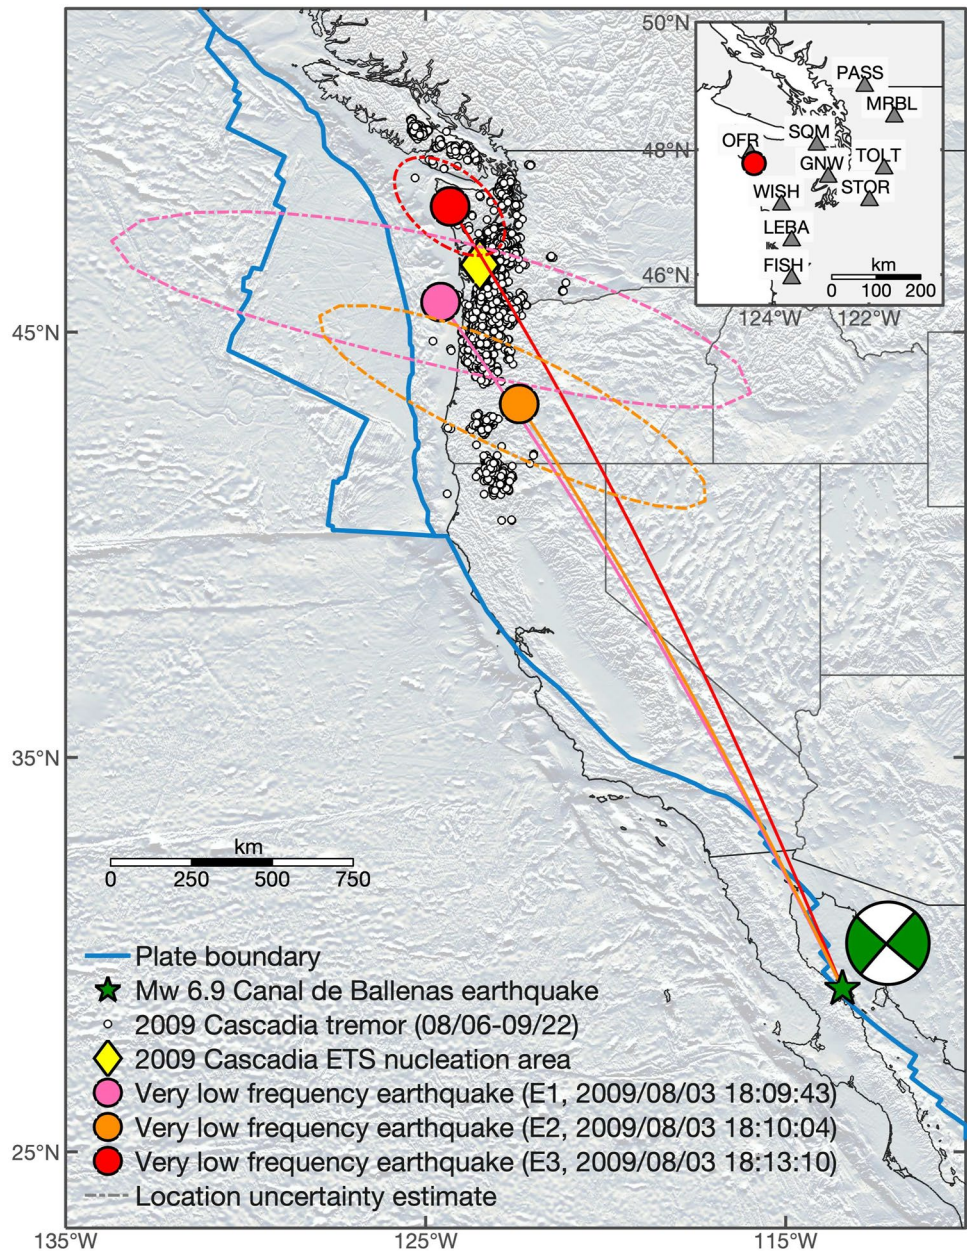 50°N
PASS
MRBL
SQM
OFR
48°N
TOLT
GNW
WISH
STOR
LEBA
FISH
km
46°N
0 100 200
124°W 122°W
45°N
35°N
km
0 250 500 750
Plate boundary
Mw 6.9 Canal de Ballenas earthquake
2009 Cascadia tremor (08/06-09/22)
2009 Cascadia ETS nucleation area
Very low frequency earthquake (E1, 2009/08/03 18:09:43)
Very low frequency earthquake (E2, 2009/08/03 18:10:04)
25°N
Very low frequency earthquake (E3, 2009/08/03 18:13:10)
Location uncertainty estimate
135°W 125°W 115°W